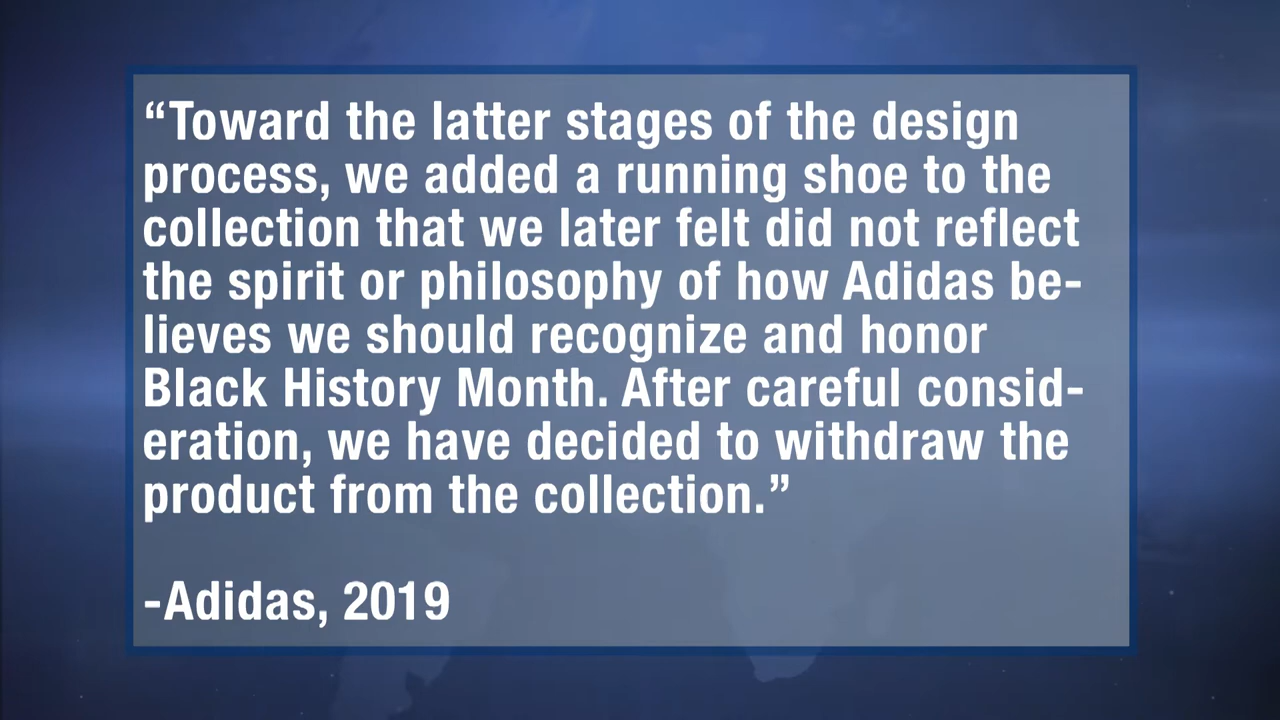 “Toward the latter stages of the design
process, we added a running shoe to the
collection that we later felt did not reflect
the spirit or philosophy of how Adidas be-
lieves we should recognize and honor
Black History Month. After careful consid-
eration, we have decided to withdraw the
product from the collection.”
-Adidas, 2019